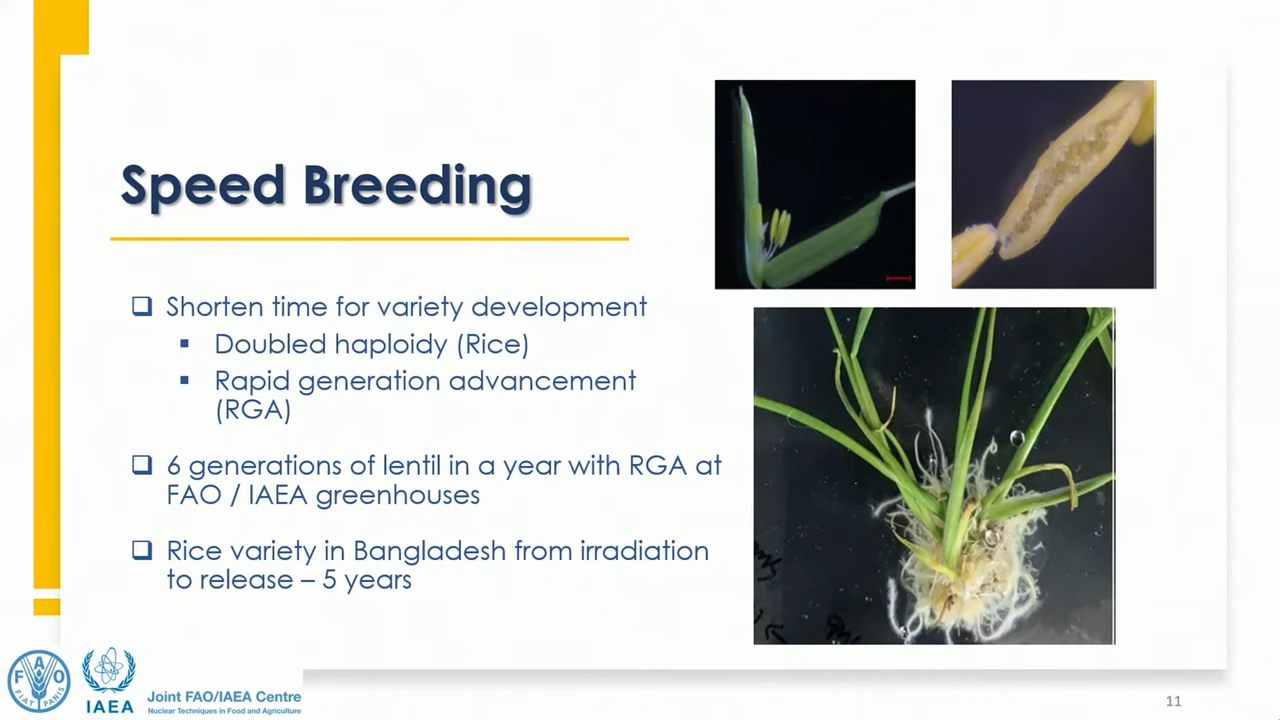 Speed Breeding
❑ Shorten time for variety development
▪ Doubled haploidy (Rice)
▪ Rapid generation advancement
(RGA)
❑ 6 generations of lentil in a year with RGA at
FAO / IAEA greenhouses
❑ Rice variety in Bangladesh from irradiation
to release – 5 years
FAO
FIAT PANIS
IAEA
Joint FAO/IAEA Centre
Nuclear Techniques in Food and Agriculture
11